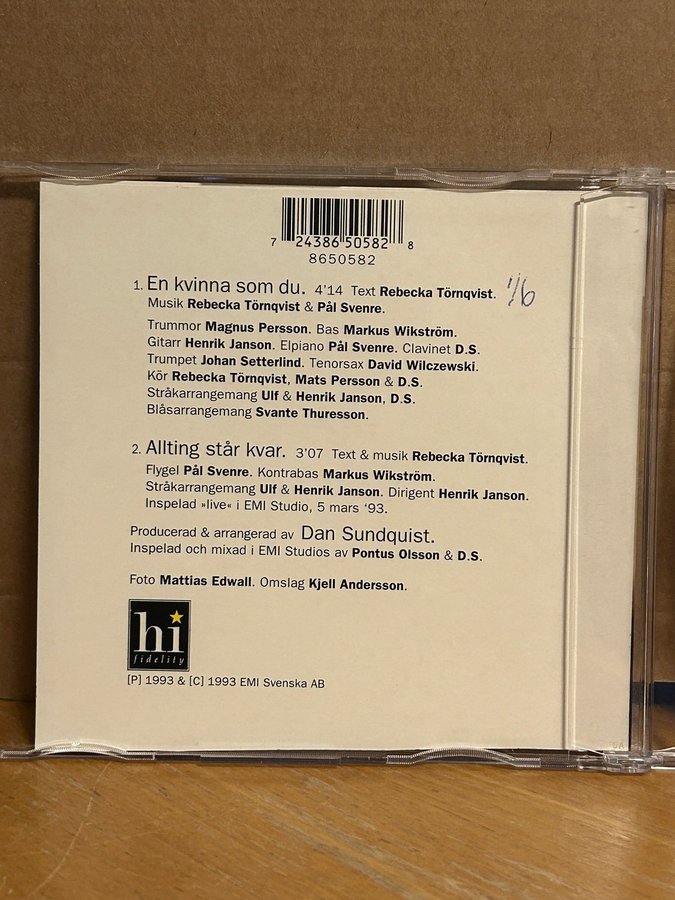 7 24386 50582 8
8650582
1. En kvinna som du. 4'14 Text Rebecka Törnqvist. 1/6
Musik Rebecka Törnqvist & Pål Svenre.
Trummor Magnus Persson. Bas Markus Wikström.
Gitarr Henrik Janson. Elpiano Pål Svenre. Clavinet D.S.
Trumpet Johan Setterlind. Tenorsax David Wilczewski.
Kör Rebecka Törnqvist, Mats Persson & D.S.
Stråkarrangemang Ulf & Henrik Janson, D.S.
Blåsarrangemang Svante Thuresson.
2. Allting står kvar. 3'07 Text & musik Rebecka Törnqvist.
Flygel Pål Svenre. Kontrabas Markus Wikström.
Stråkarrangemang Ulf & Henrik Janson. Dirigent Henrik Janson.
Inspelad »live« i EMI Studio, 5 mars '93.
Producerad & arrangerad av Dan Sundquist.
Inspelad och mixad i EMI Studios av Pontus Olsson & D.S.
Foto Mattias Edwall. Omslag Kjell Andersson.
hi
fidelity
[P] 1993 & [C] 1993 EMI Svenska AB